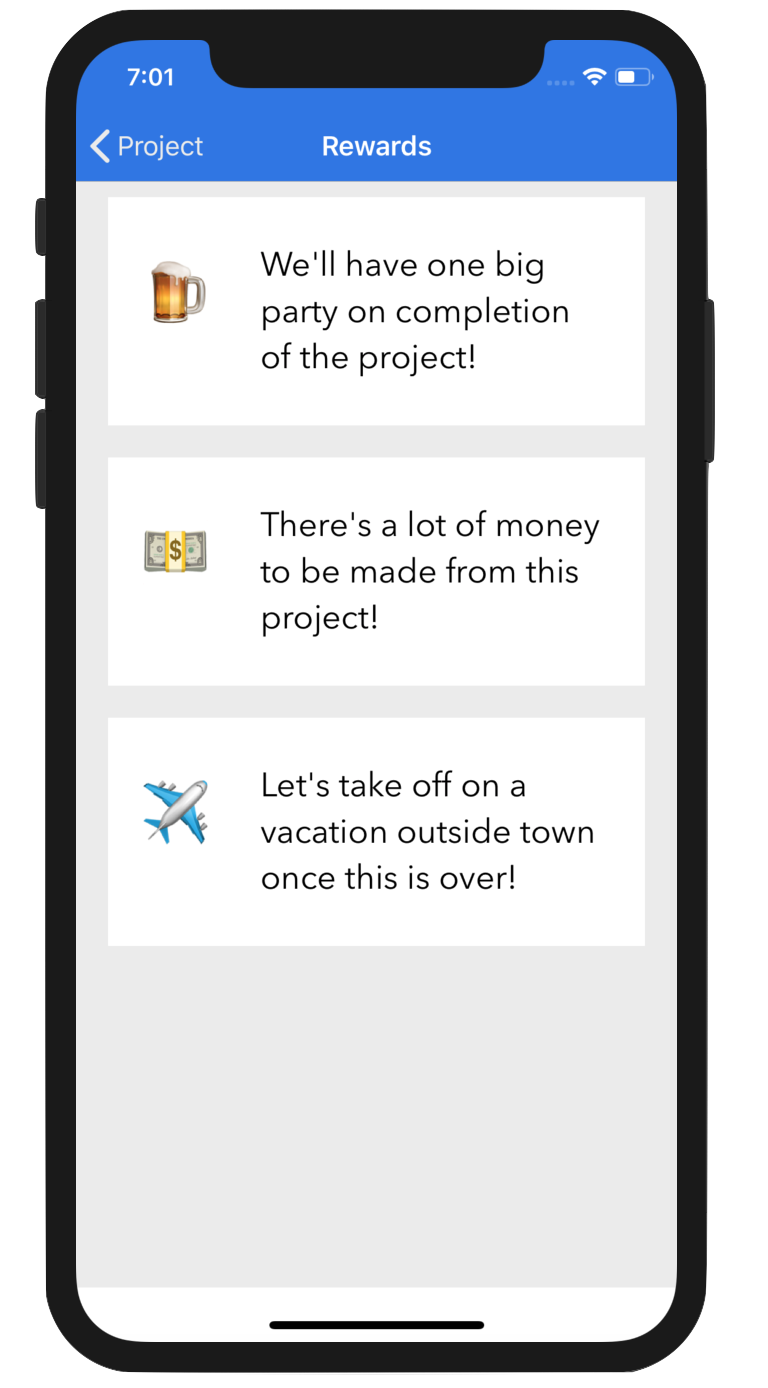 7:01
Project
Rewards
We'll have one big
party on completion
of the project!
$
There's a lot of money
to be made from this
project!
Let's take off on a
vacation outside town
once this is over!